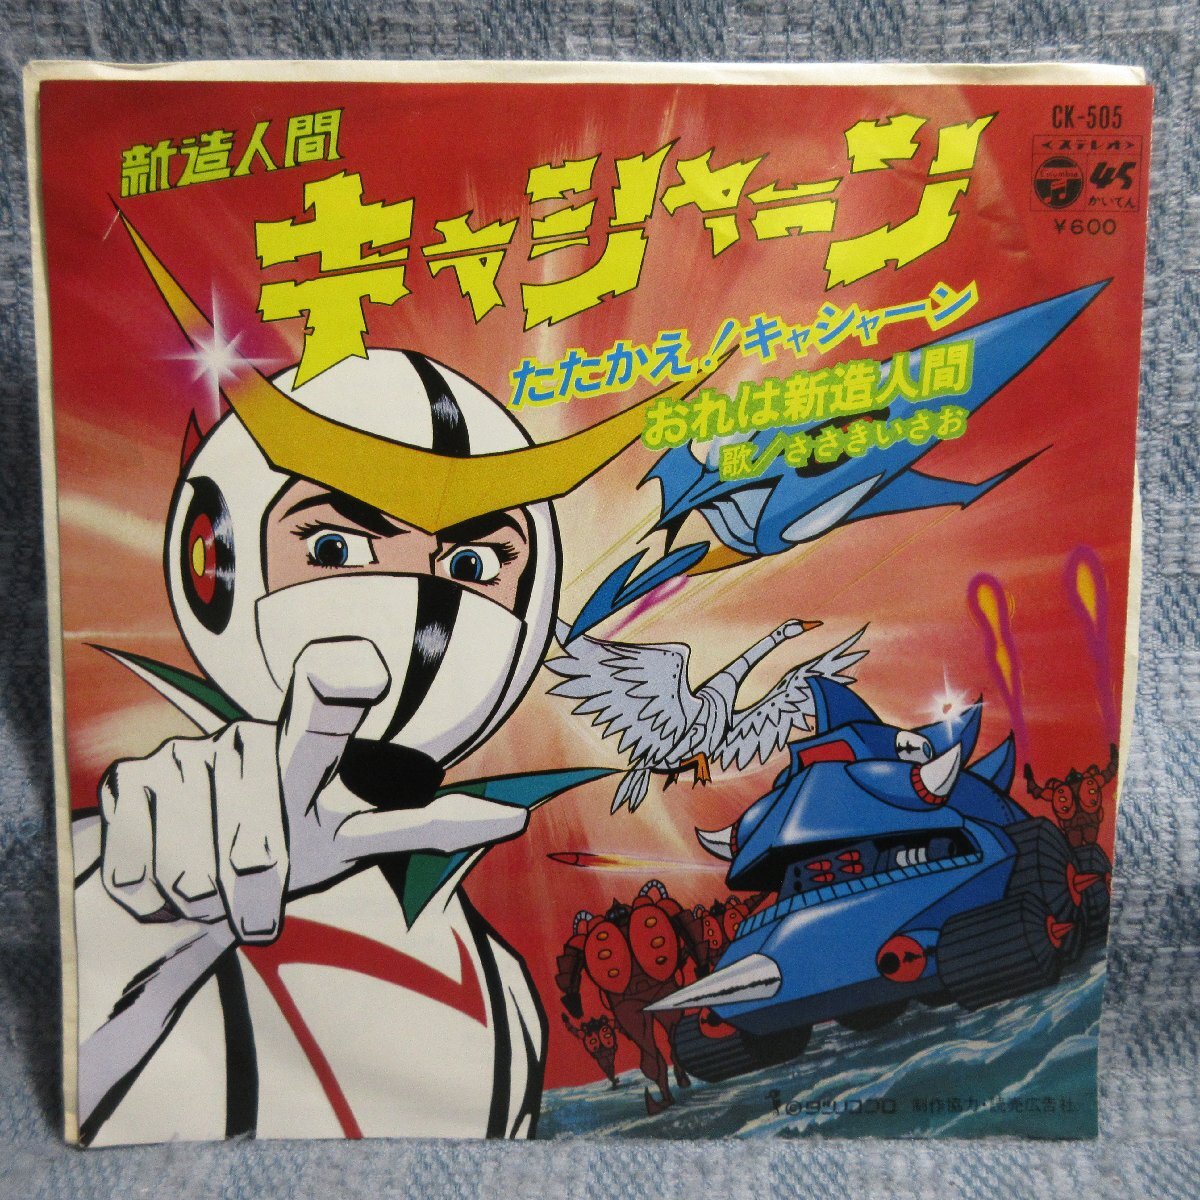 新造人間
キャシャーン
たたかえ!キャシャーン
おれは新造人間
歌/ささきいさお
CK-505
<ステレオ>
Columbia
45
かいてん
¥600
©タツノコプロ 制作協力・読売広告社